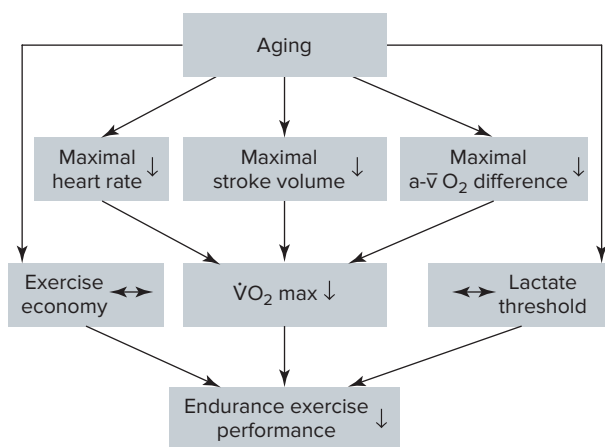 Aging
Maximal
heart rate ↓
Maximal
stroke volume ↓
Maximal
a-v̄ O₂ difference ↓
Exercise
economy ↔
V̇O₂ max ↓
↔ Lactate
threshold
Endurance exercise
performance ↓